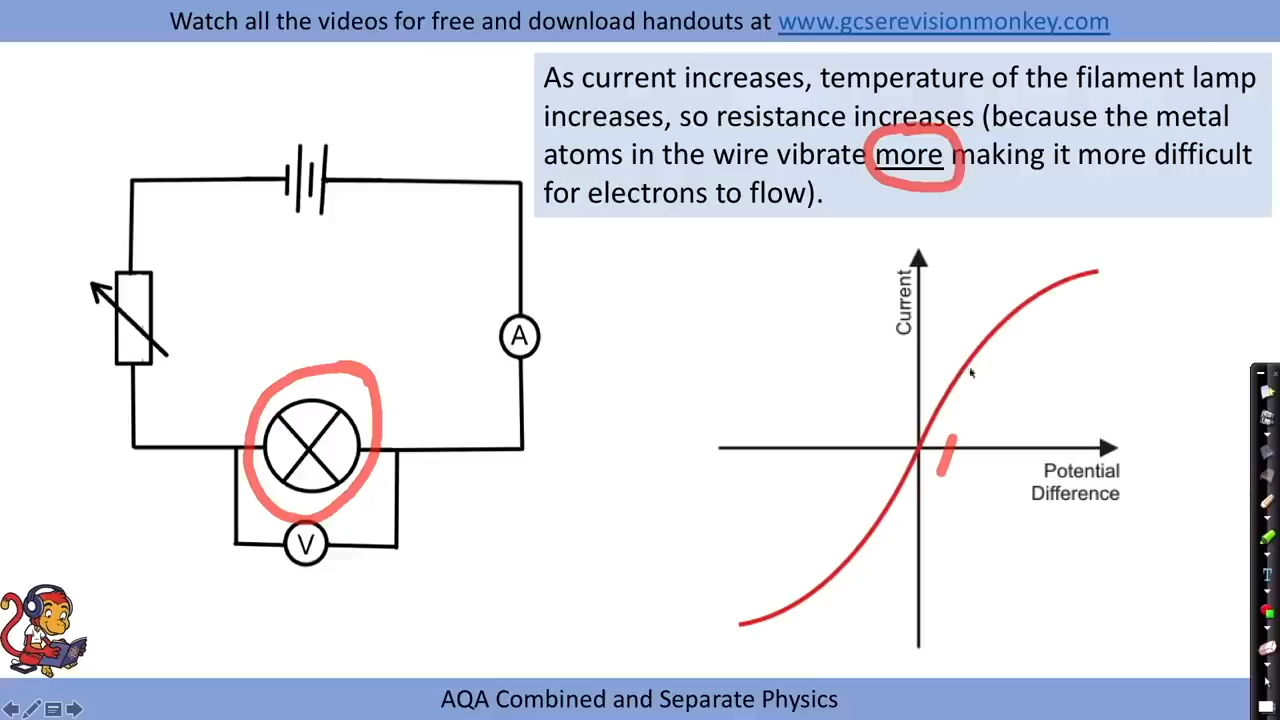 Watch all the videos for free and download handouts at www.gcserevisionmonkey.com
As current increases, temperature of the filament lamp
increases, so resistance increases (because the metal
atoms in the wire vibrate more making it more difficult
for electrons to flow).
A
V
Current
Potential
Difference
T
AQA Combined and Separate Physics